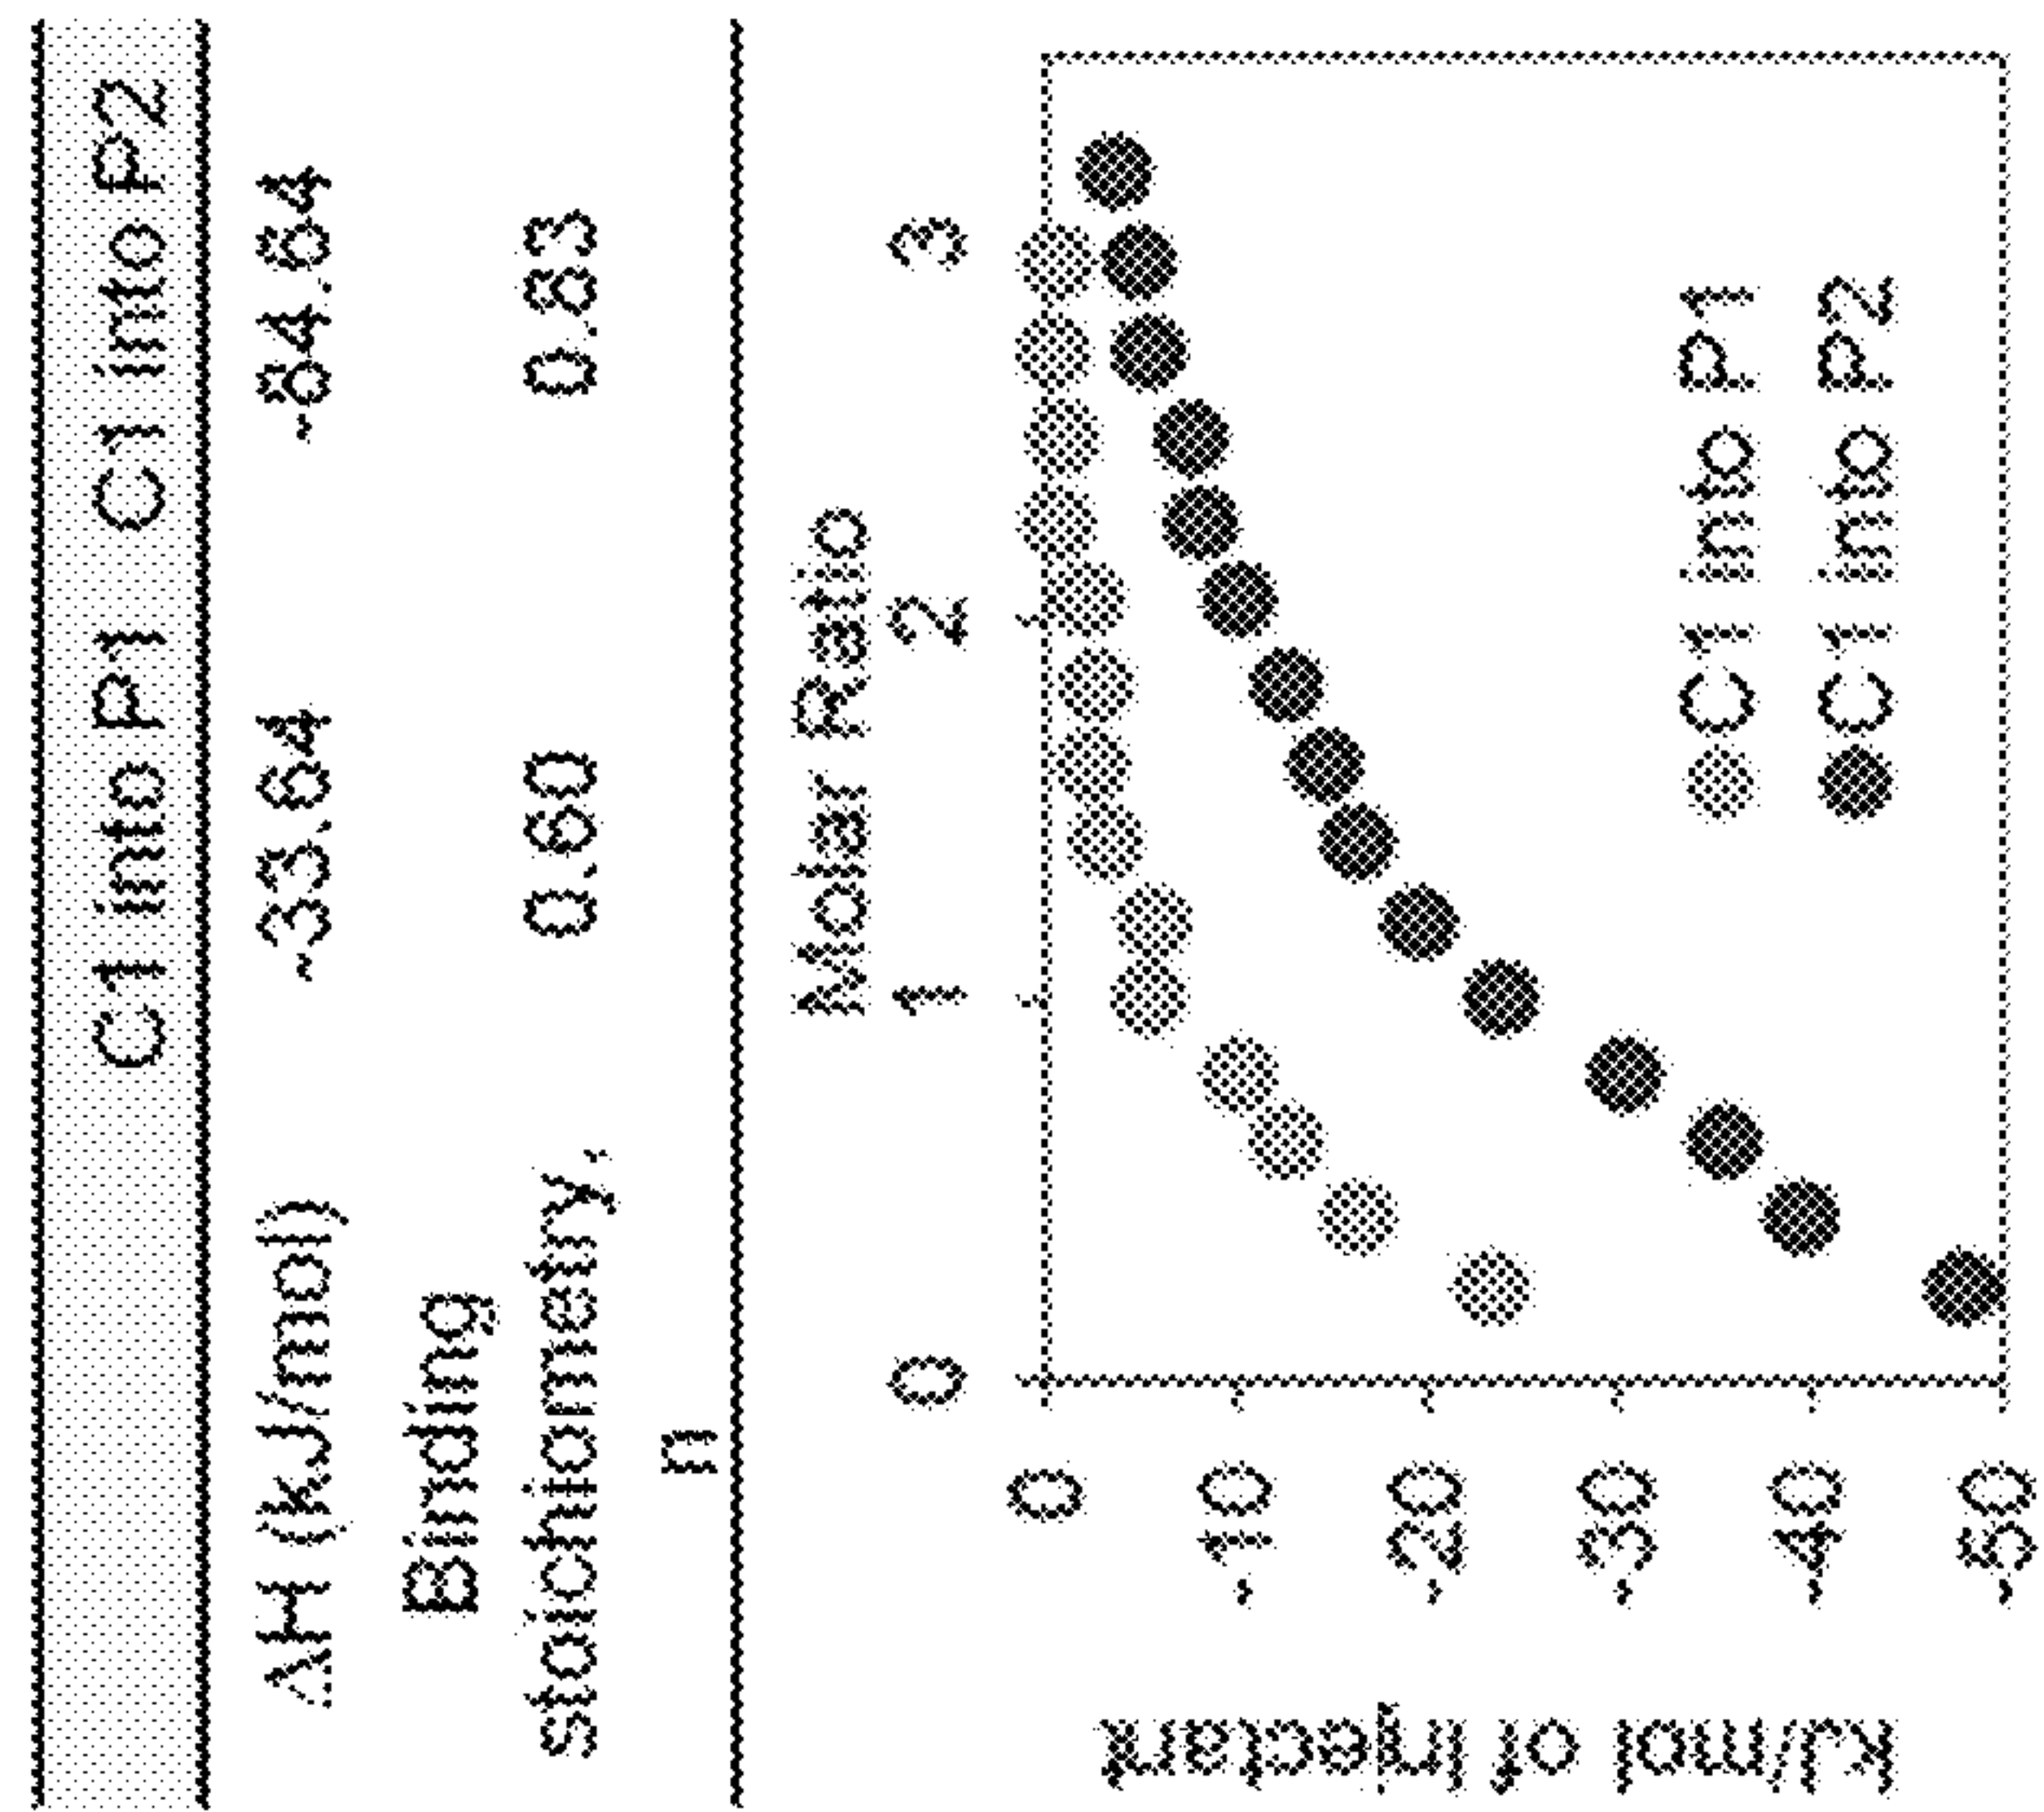 C1 into P1 C1 into P2
ΔH (kJ/mol) -33.64 -84.64
Binding
stoichiometry, 0.60 0.83
n
Molar Ratio
0 1 2 3
0
-10
-20
-30
-40
-50
kJ/mol of injectant
C1 into P1
C1 into P2